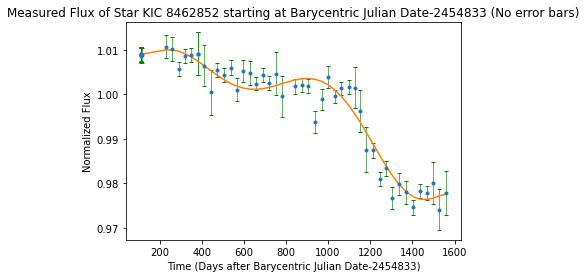 Measured Flux of Star KIC 8462852 starting at Barycentric Julian Date-2454833 (No error bars)
1.01
1.00
0.99
0.98
0.97
Normalized Flux
200 400 600 800 1000 1200 1400 1600
Time (Days after Barycentric Julian Date-2454833)